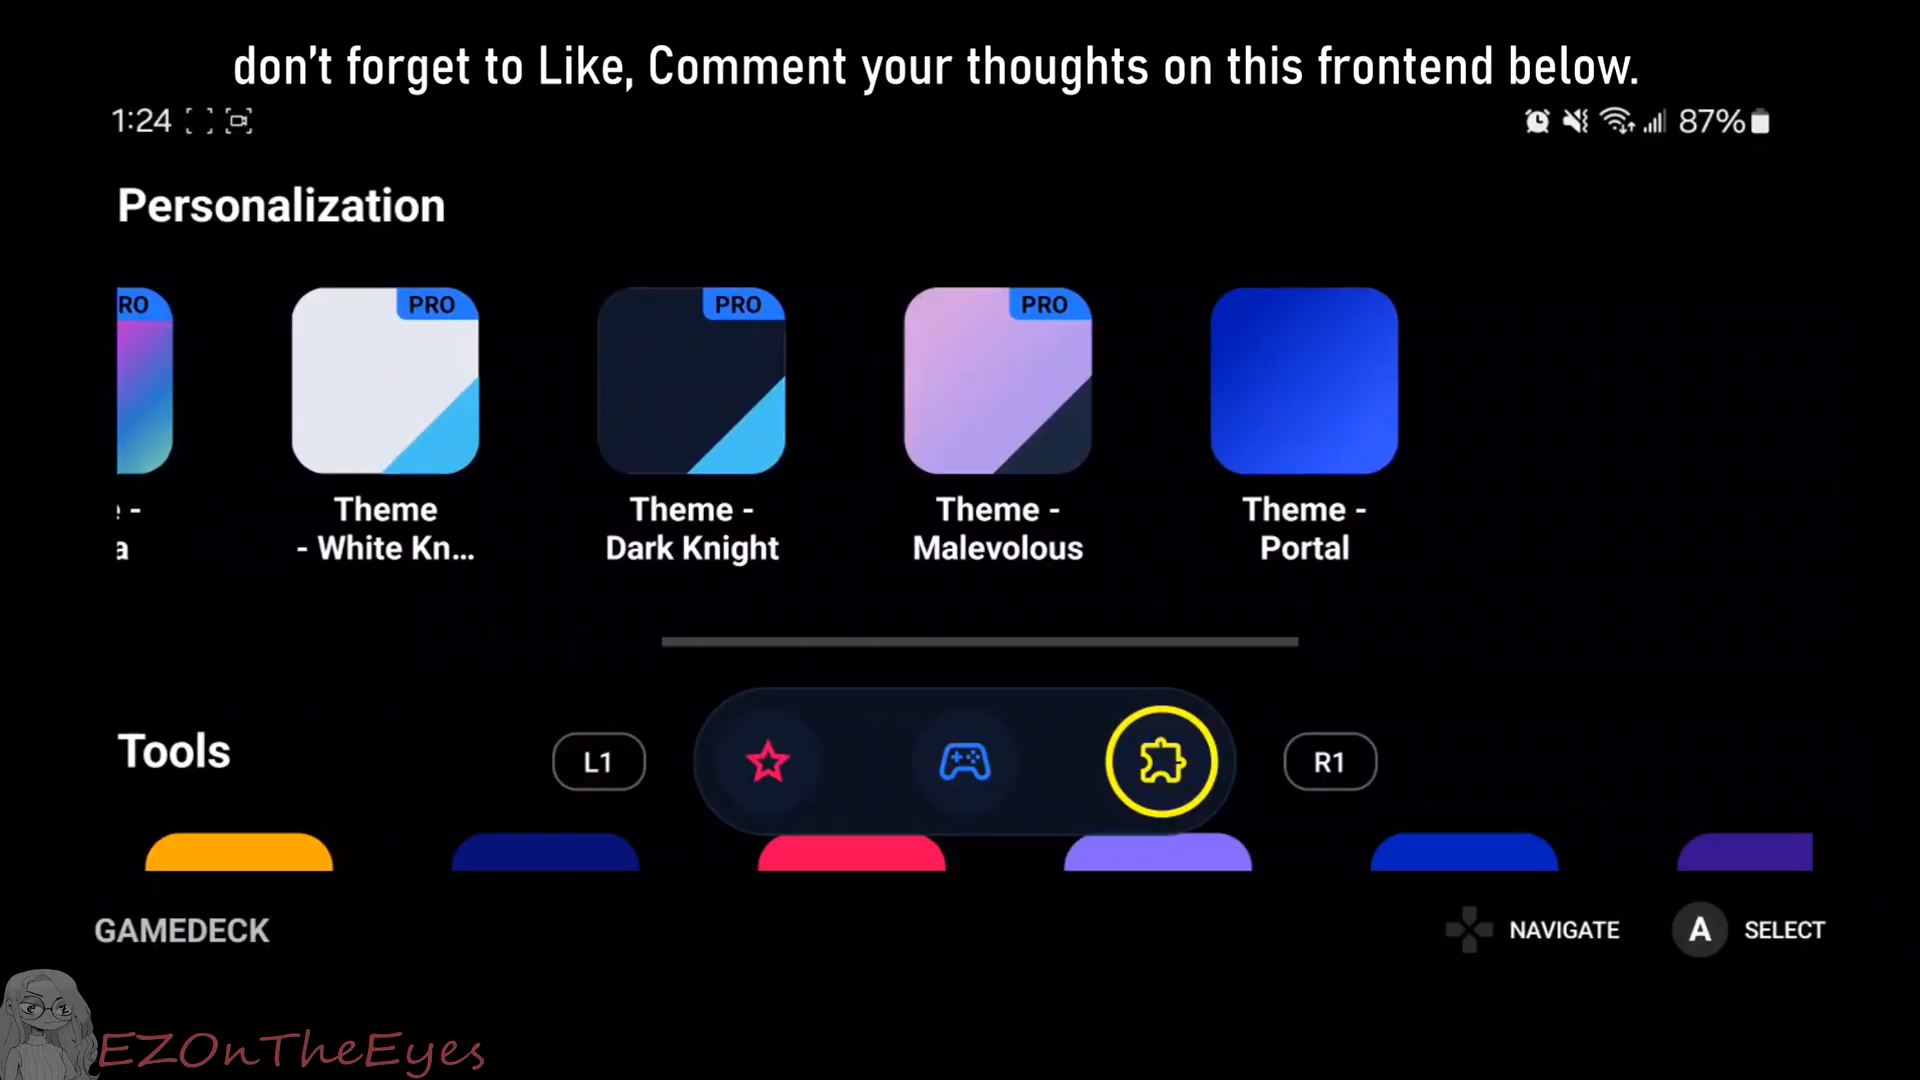 don't forget to Like, Comment your thoughts on this frontend below.
1:24
87%
Personalization
RO
PRO
PRO
PRO
e -
a
Theme
- White Kn...
Theme -
Dark Knight
Theme -
Malevolous
Theme -
Portal
Tools
L1
R1
GAMEDECK
NAVIGATE
A SELECT
EZOnTheEyes